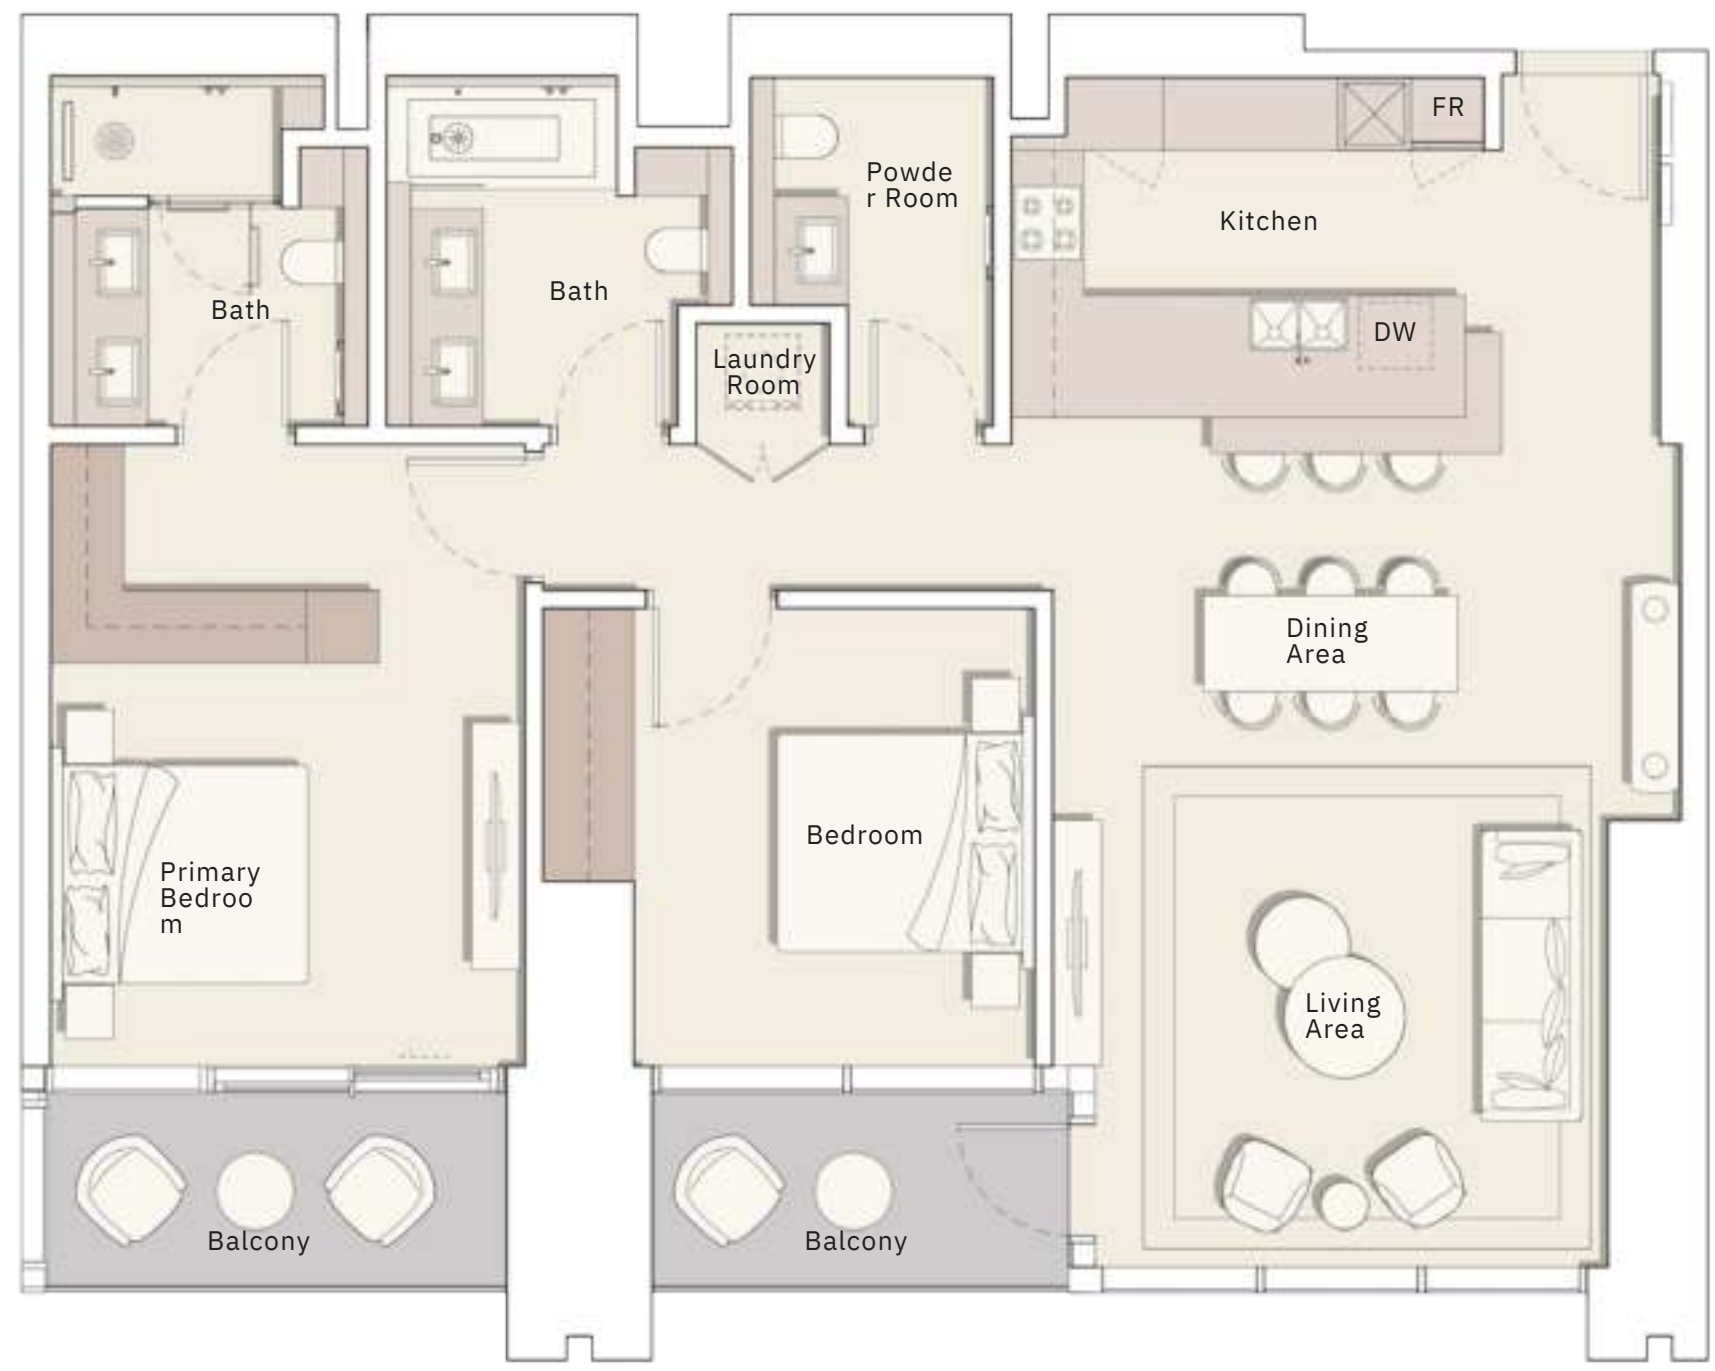 FR
Powde
r Room
Kitchen
Bath
Bath
DW
Laundry
Room
Dining
Area
Bedroom
Primary
Bedroo
m
Living
Area
Balcony
Balcony